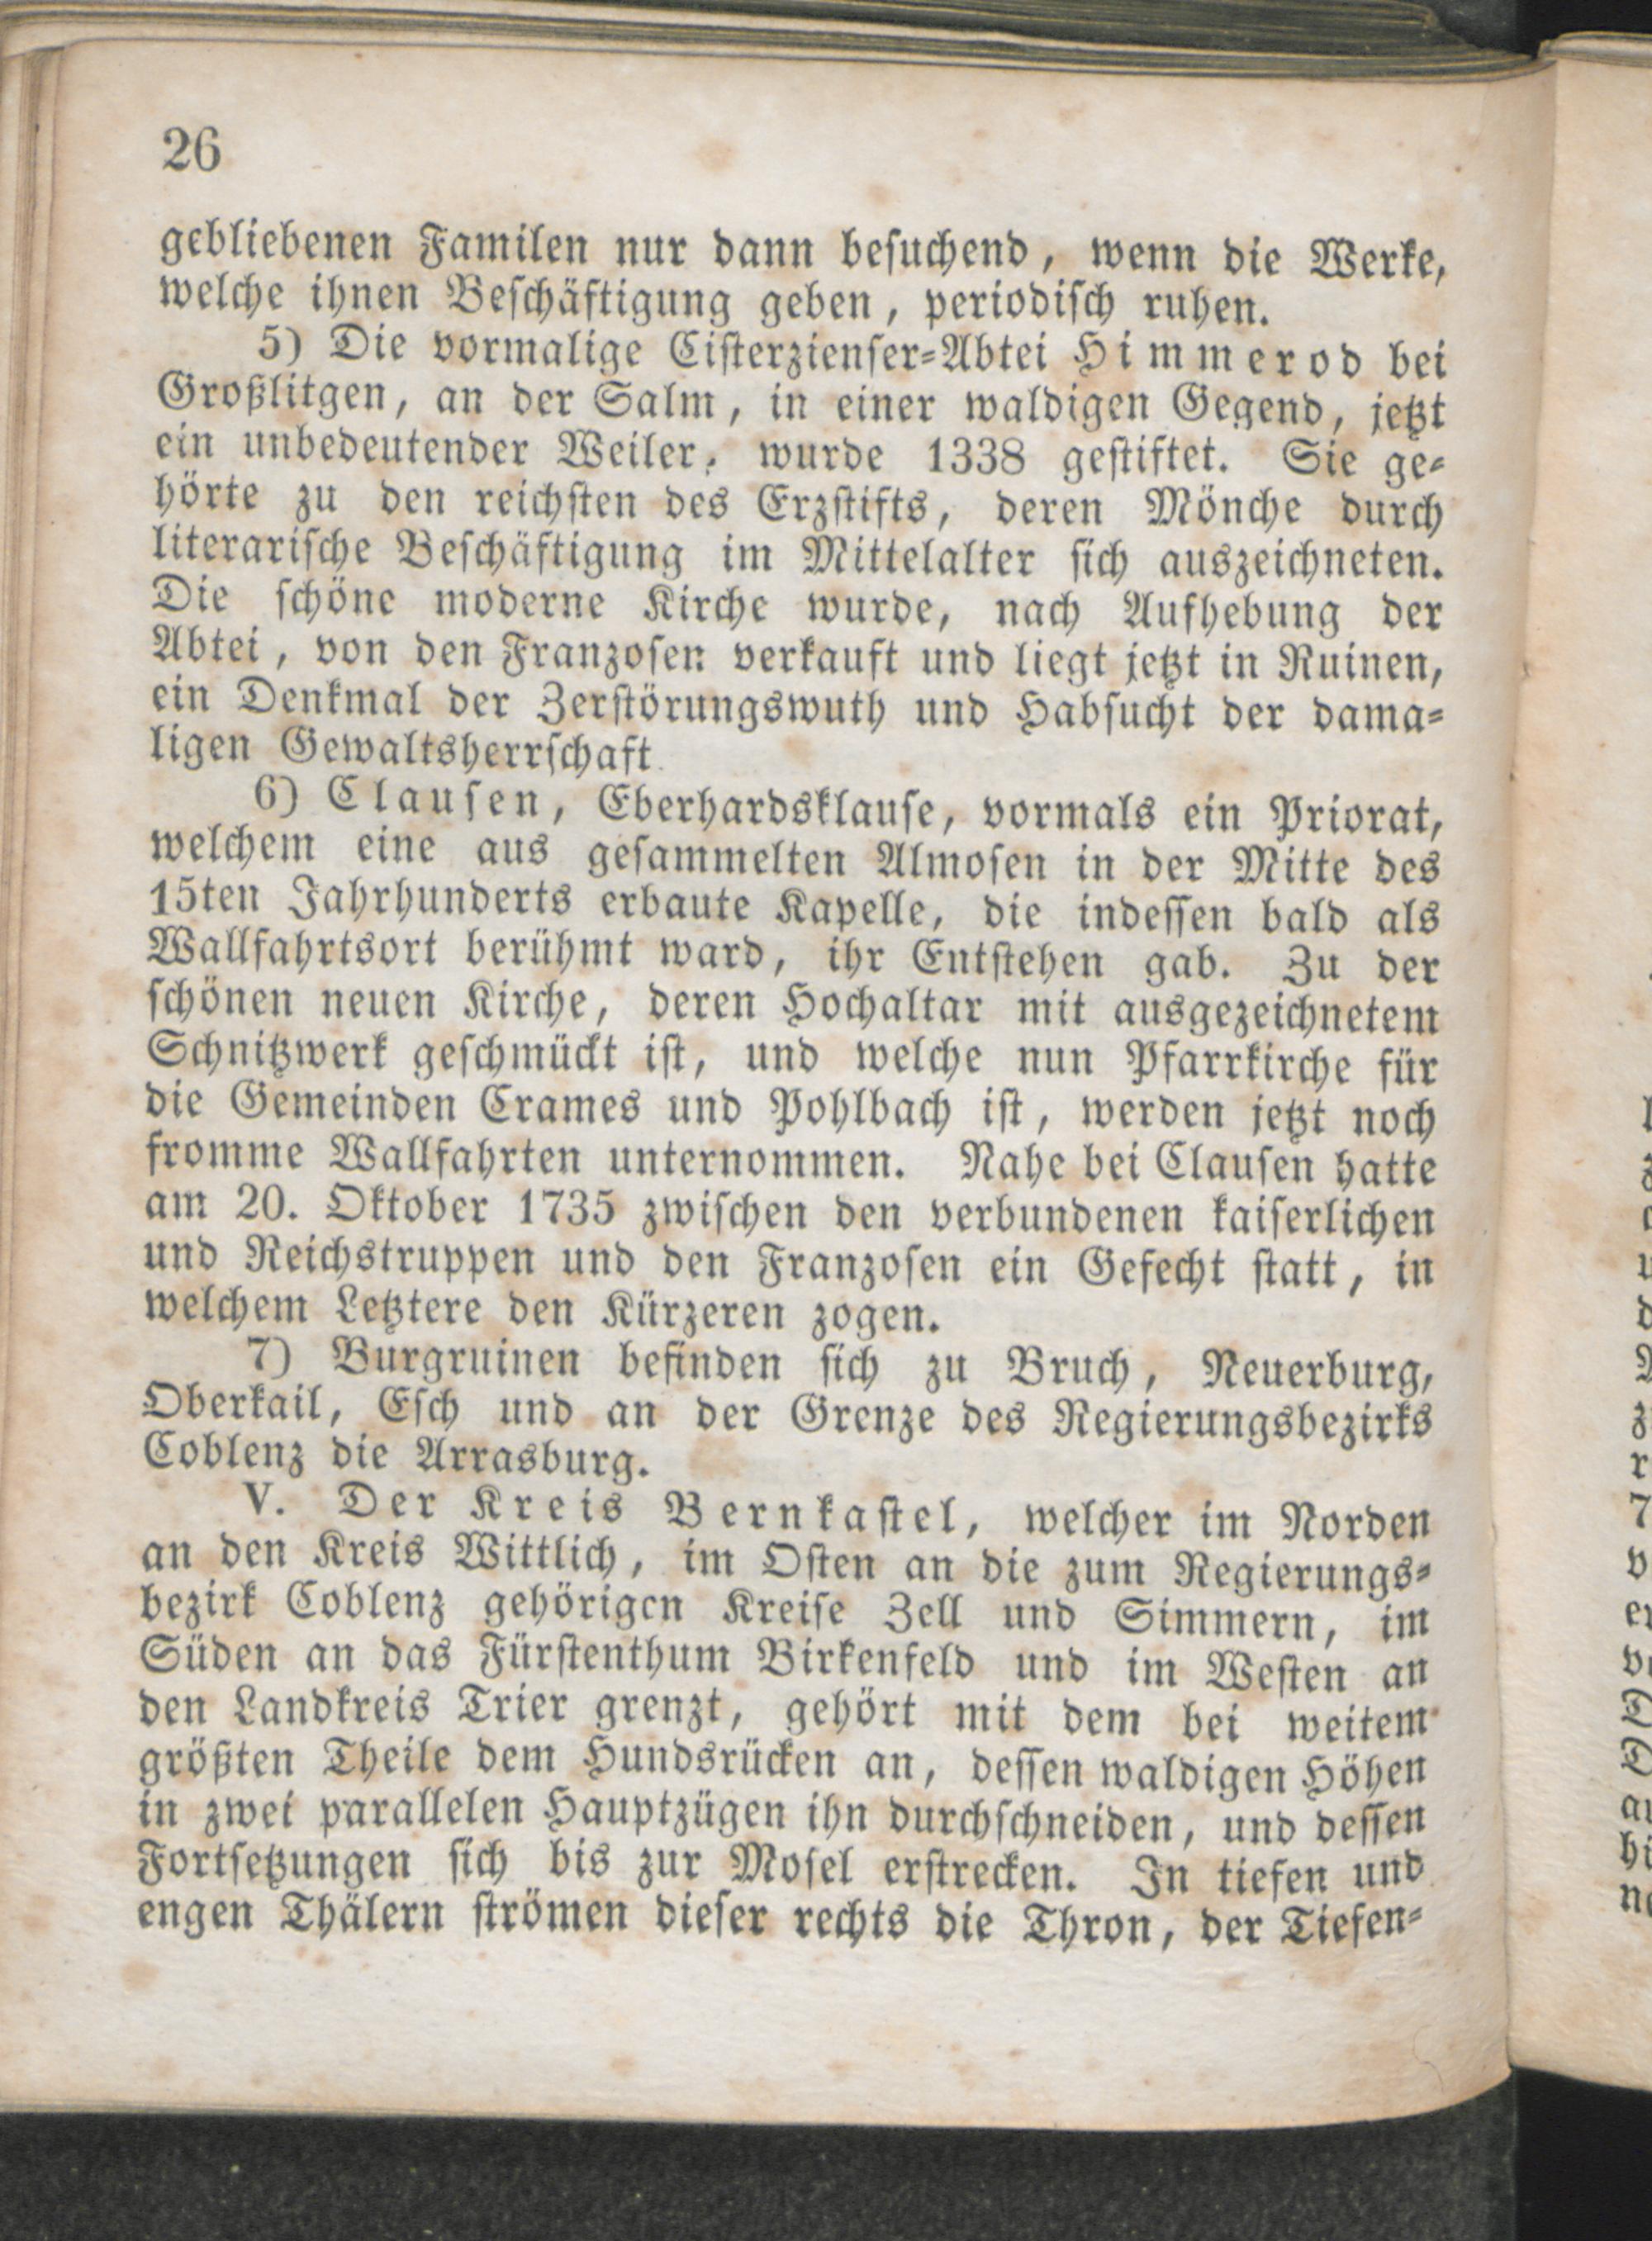 26
gebliebenen Familen nur dann besuchend, wenn die Werke,
welche ihnen Beschäftigung geben, periodisch ruhen.
5) Die vormalige Cisterzienser-Abtei Himmerod bei
Großlitgen, an der Salm, in einer waldigen Gegend, jetzt
ein unbedeutender Weiler, wurde 1338 gestiftet. Sie ge-
hörte zu den reichsten des Erzstifts, deren Mönche durch
literarische Beschäftigung im Mittelalter sich auszeichneten.
Die schöne moderne Kirche wurde, nach Aufhebung der
Abtei, von den Franzosen verkauft und liegt jetzt in Ruinen,
ein Denkmal der Zerstörungswuth und Habsucht der dama-
ligen Gewaltsherrschaft
6) Clausen, Eberhardsklause, vormals ein Priorat,
welchem eine aus gesammelten Almosen in der Mitte des
15ten Jahrhunderts erbaute Kapelle, die indessen bald als
Wallfahrtsort berühmt ward, ihr Entstehen gab. Zu der
schönen neuen Kirche, deren Hochaltar mit ausgezeichnetem
Schnitzwerk geschmückt ist, und welche nun Pfarrkirche für
die Gemeinden Crames und Pohlbach ist, werden jetzt noch
fromme Wallfahrten unternommen. Nahe bei Clausen hatte
am 20. Oktober 1735 zwischen den verbundenen kaiserlichen
und Reichstruppen und den Franzosen ein Gefecht statt, in
welchem Letztere den Kürzeren zogen.
7) Burgruinen befinden sich zu Bruch, Neuerburg,
Oberkail, Esch und an der Grenze des Regierungsbezirks
Coblenz die Arrasburg.
V. Der Kreis Bernkastel, welcher im Norden
an den Kreis Wittlich, im Osten an die zum Regierungs-
bezirk Coblenz gehörigen Kreise Zell und Simmern, im
Süden an das Fürstenthum Birkenfeld und im Westen an
den Landkreis Trier grenzt, gehört mit dem bei weitem
größten Theile dem Hundsrücken an, dessen waldigen Höhen
in zwei parallelen Hauptzügen ihn durchschneiden, und dessen
Fortsetzungen sich bis zur Mosel erstrecken. In tiefen und
engen Thälern strömen dieser rechts die Thron, der Tiefen-